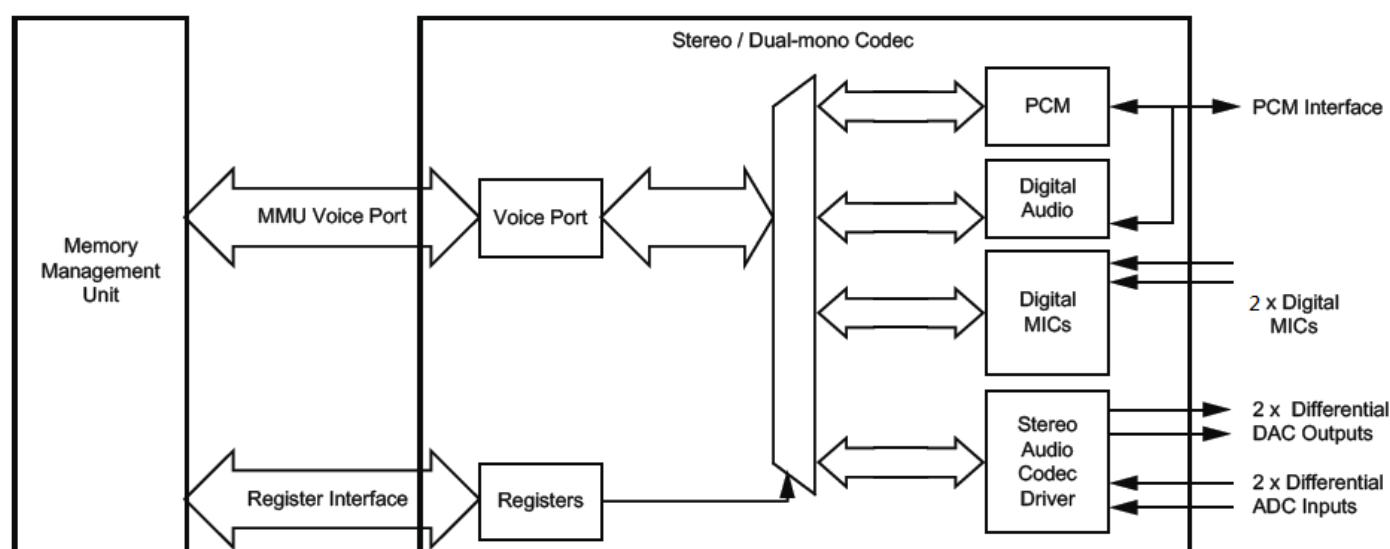 Stereo / Dual-mono Codec
PCM
PCM Interface
Digital
Audio
MMU Voice Port
Voice Port
Memory
Management
Unit
Digital
MICs
2 x Digital
MICs
Stereo
Audio
Codec
Driver
2 x Differential
DAC Outputs
2 x Differential
ADC Inputs
Register Interface
Registers